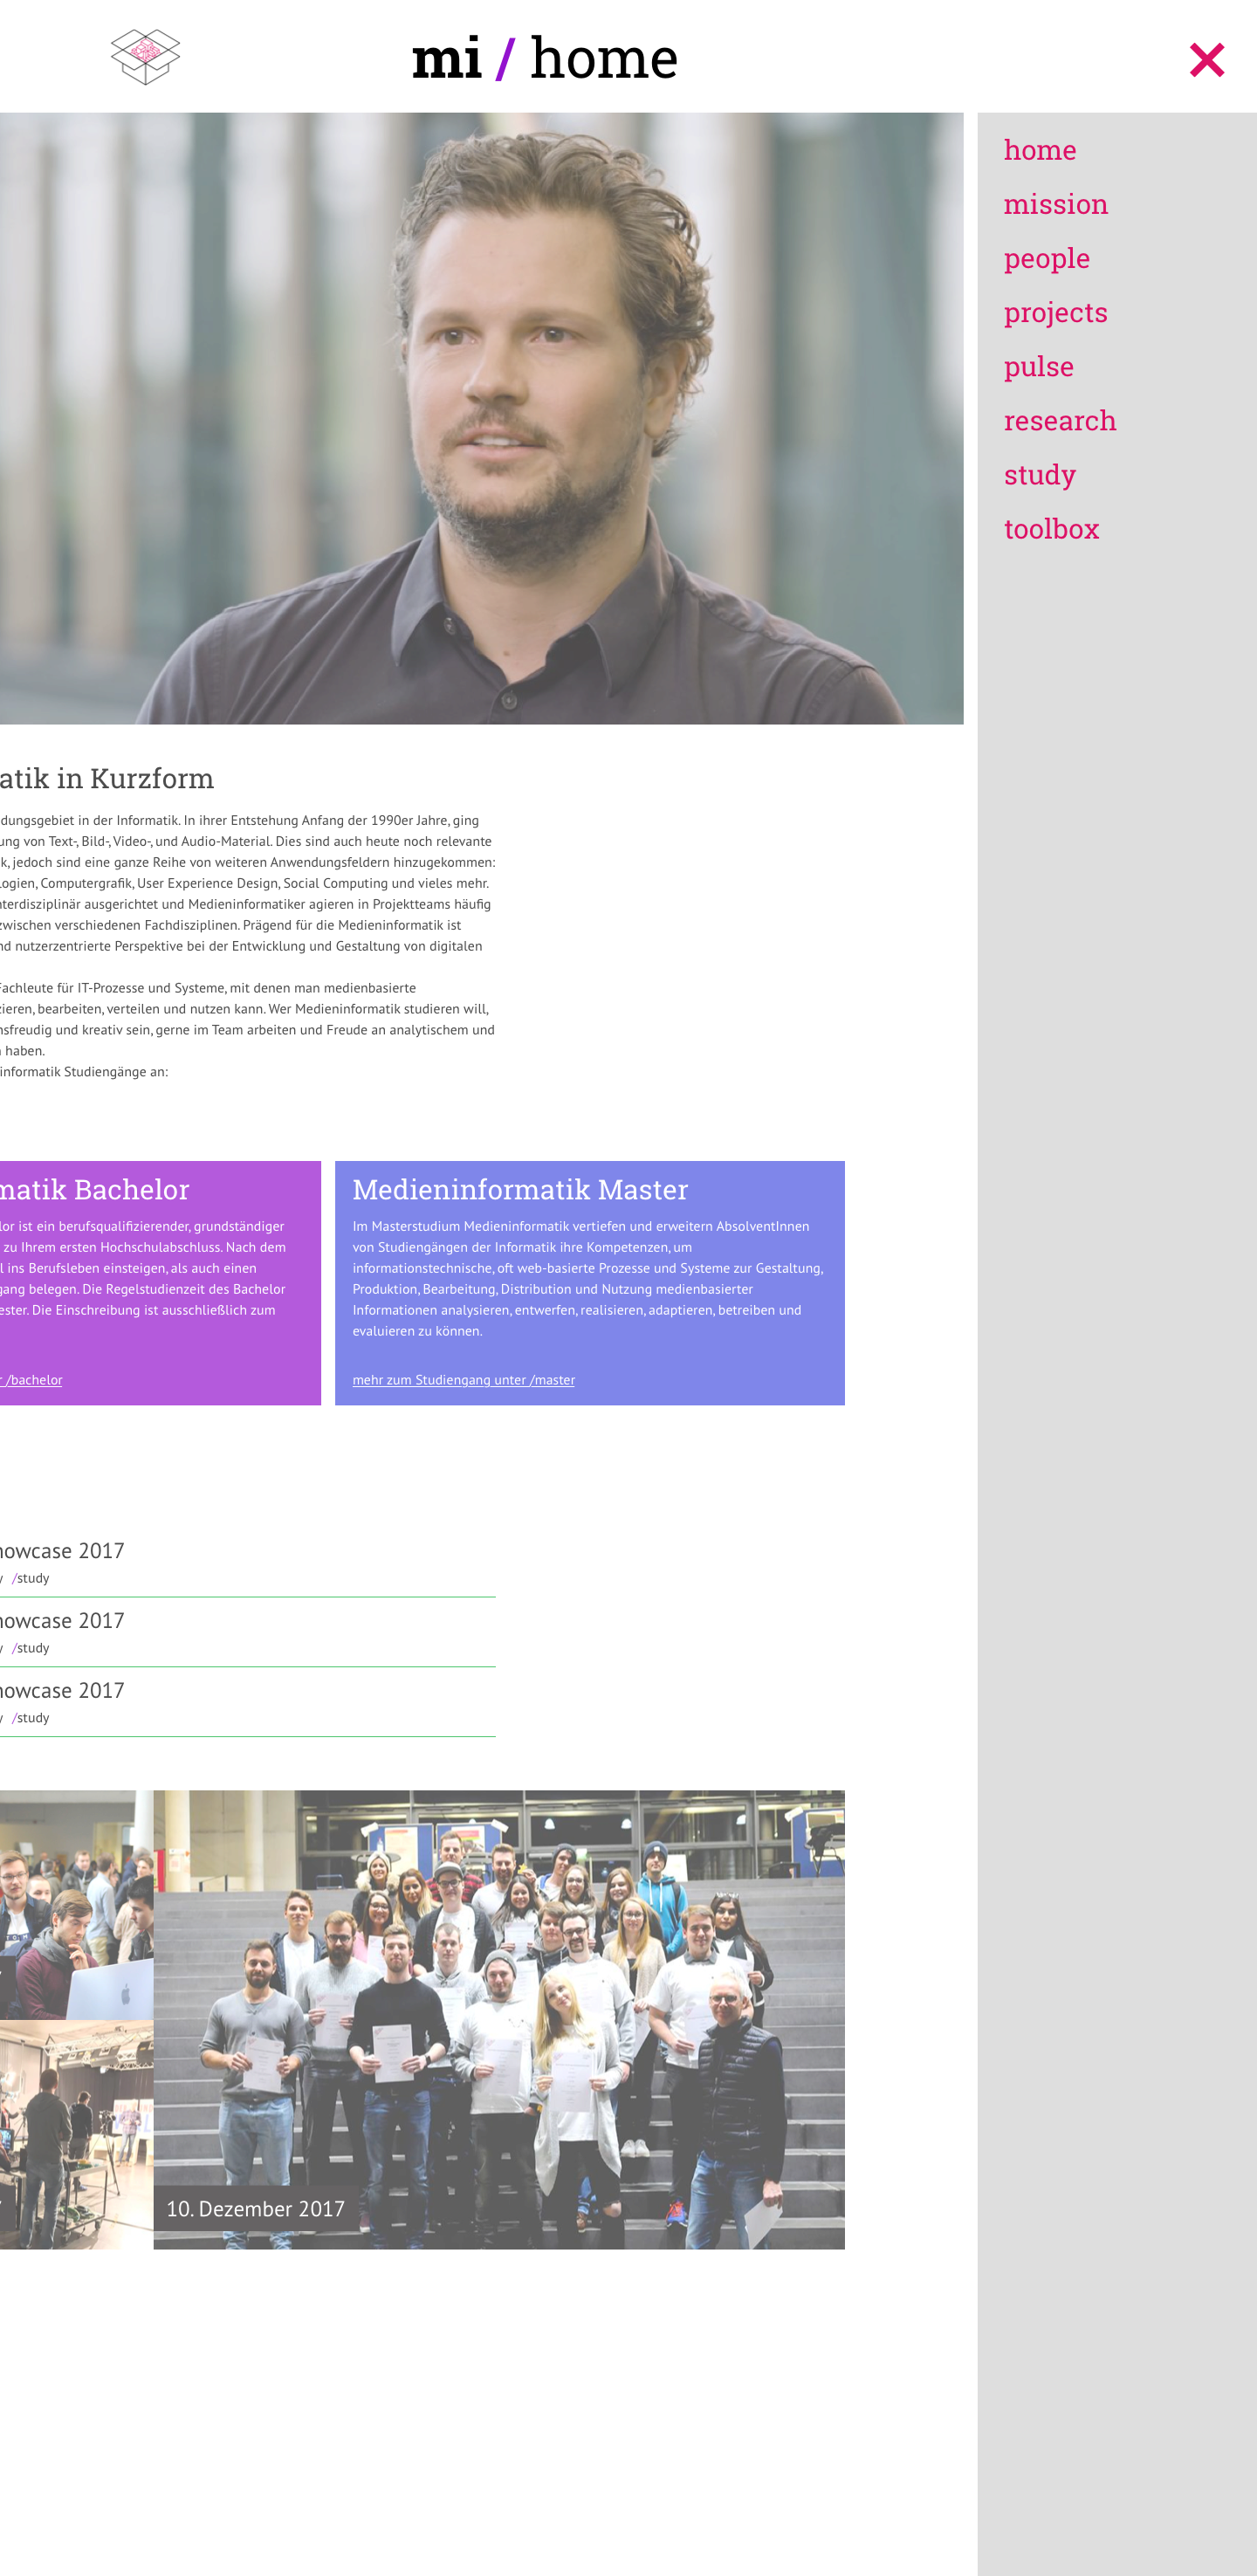 mi / home
home
mission
people
projects
pulse
research
study
toolbox
atik in Kurzform
dungsgebiet in der Informatik. In ihrer Entstehung Anfang der 1990er Jahre, ging
ung von Text-, Bild-, Video-, und Audio-Material. Dies sind auch heute noch relevante
k, jedoch sind eine ganze Reihe von weiteren Anwendungsfeldern hinzugekommen:
logien, Computergrafik, User Experience Design, Social Computing und vieles mehr.
nterdisziplinär ausgerichtet und Medieninformatiker agieren in Projektteams häufig
zwischen verschiedenen Fachdisziplinen. Prägend für die Medieninformatik ist
nd nutzerzentrierte Perspektive bei der Entwicklung und Gestaltung von digitalen
Fachleute für IT-Prozesse und Systeme, mit denen man medienbasierte
zieren, bearbeiten, verteilen und nutzen kann. Wer Medieninformatik studieren will,
nsfreudig und kreativ sein, gerne im Team arbeiten und Freude an analytischem und
n haben.
informatik Studiengänge an:
matik Bachelor
lor ist ein berufsqualifizierender, grundständiger
zu Ihrem ersten Hochschulabschluss. Nach dem
l ins Berufsleben einsteigen, als auch einen
gang belegen. Die Regelstudienzeit des Bachelor
ester. Die Einschreibung ist ausschließlich zum
r /bachelor
Medieninformatik Master
Im Masterstudium Medieninformatik vertiefen und erweitern AbsolventInnen
von Studiengängen der Informatik ihre Kompetenzen, um
informationstechnische, oft web-basierte Prozesse und Systeme zur Gestaltung,
Produktion, Bearbeitung, Distribution und Nutzung medienbasierter
Informationen analysieren, entwerfen, realisieren, adaptieren, betreiben und
evaluieren zu können.
mehr zum Studiengang unter /master
howcase 2017
y /study
howcase 2017
y /study
howcase 2017
y /study
10. Dezember 2017